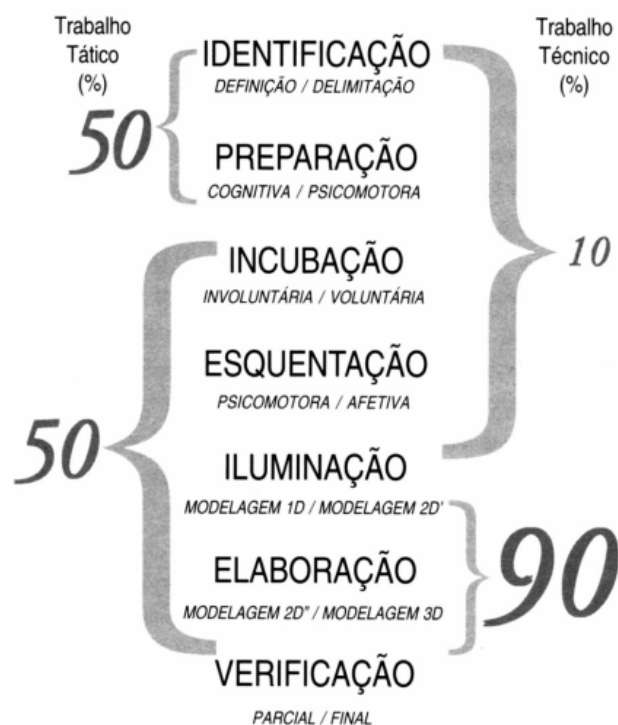 Trabalho
Tático
(%)
Trabalho
Técnico
(%)
IDENTIFICAÇÃO
DEFINIÇÃO / DELIMITAÇÃO
50
PREPARAÇÃO
COGNITIVA / PSICOMOTORA
INCUBAÇÃO
10
INVOLUNTÁRIA / VOLUNTÁRIA
ESQUENTAÇÃO
PSICOMOTORA / AFETIVA
50
ILUMINAÇÃO
MODELAGEM 1D / MODELAGEM 2D'
ELABORAÇÃO
90
MODELAGEM 2D" / MODELAGEM 3D
VERIFICAÇÃO
PARCIAL / FINAL